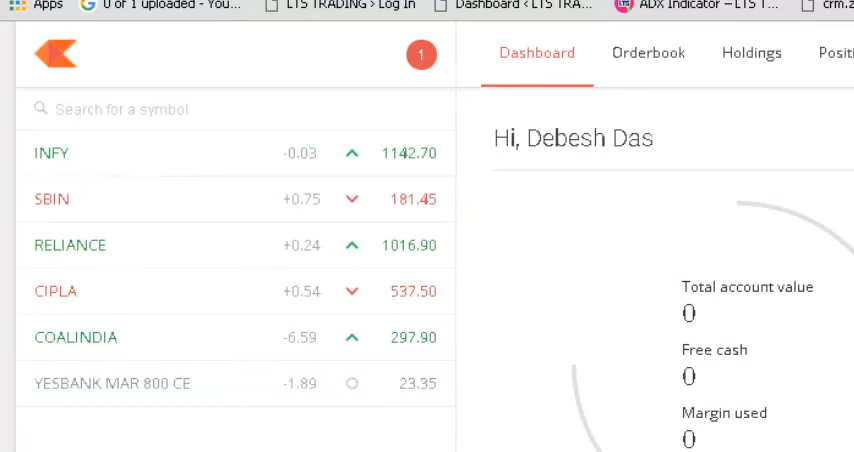 Apps 0 of 1 uploaded - You... LTS TRADING › Log In Dashboard ‹ LTS TRA... ADX Indicator – LTS T... crm.z
1 Dashboard Orderbook Holdings Positi
Search for a symbol
Hi, Debesh Das
INFY -0.03 1142.70
SBIN +0.75 181.45
RELIANCE +0.24 1016.90
CIPLA +0.54 537.50
COALINDIA -6.59 297.90
YESBANK MAR 800 CE -1.89 23.35
Total account value
0
Free cash
0
Margin used
0